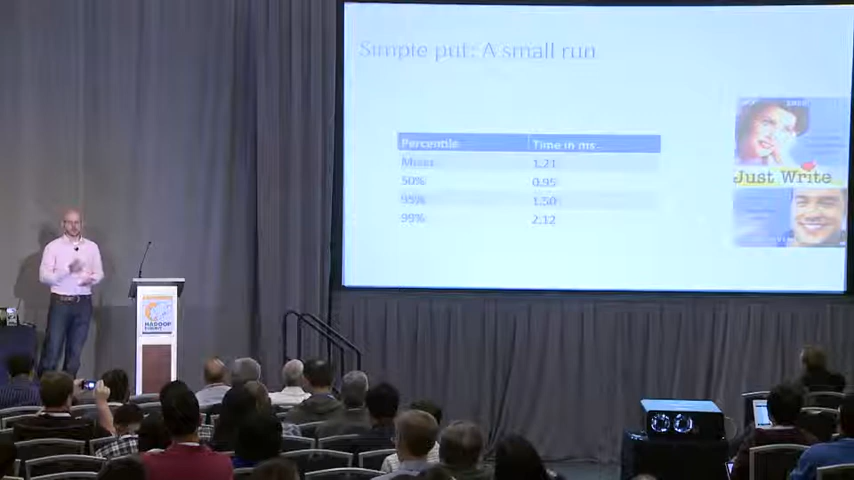 Simple put: A small run
Percentile Time in ms
Mean 1.21
50% 0.95
95% 1.50
99% 2.12
Just Write
HADOOP
SUMMIT